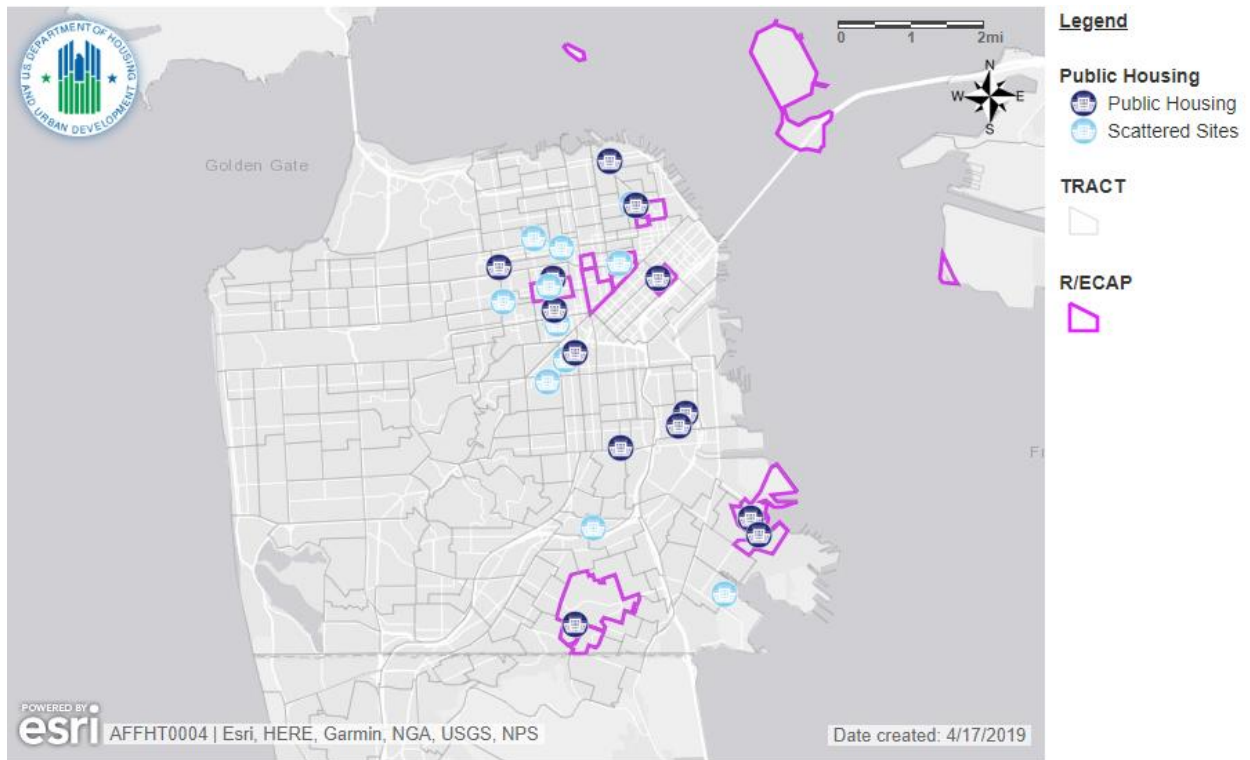 U.S. DEPARTMENT OF HOUSING
AND URBAN DEVELOPMENT
0 1 2mi
N
W E
S
Golden Gate
Legend
Public Housing
Public Housing
Scattered Sites
TRACT
R/ECAP
POWERED BY
esri
AFFHT0004 | Esri, HERE, Garmin, NGA, USGS, NPS
Date created: 4/17/2019